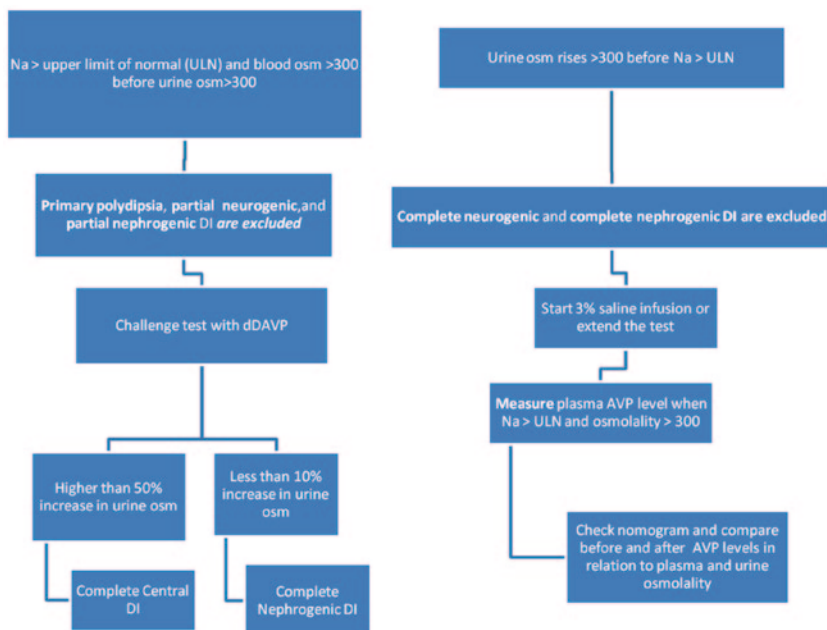 Na > upper limit of normal (ULN) and blood osm >300
before urine osm>300
Primary polydipsia, partial neurogenic,and
partial nephrogenic DI are excluded
Challenge test with dDAVP
Higher than 50%
increase in urine osm
Less than 10%
increase in urine
osm
Complete Central
DI
Complete
Nephrogenic DI
Urine osm rises >300 before Na > ULN
Complete neurogenic and complete nephrogenic DI are excluded
Start 3% saline infusion or
extend the test
Measure plasma AVP level when
Na > ULN and osmolality > 300
Check nomogram and compare
before and after AVP levels in
relation to plasma and urine
osmolality